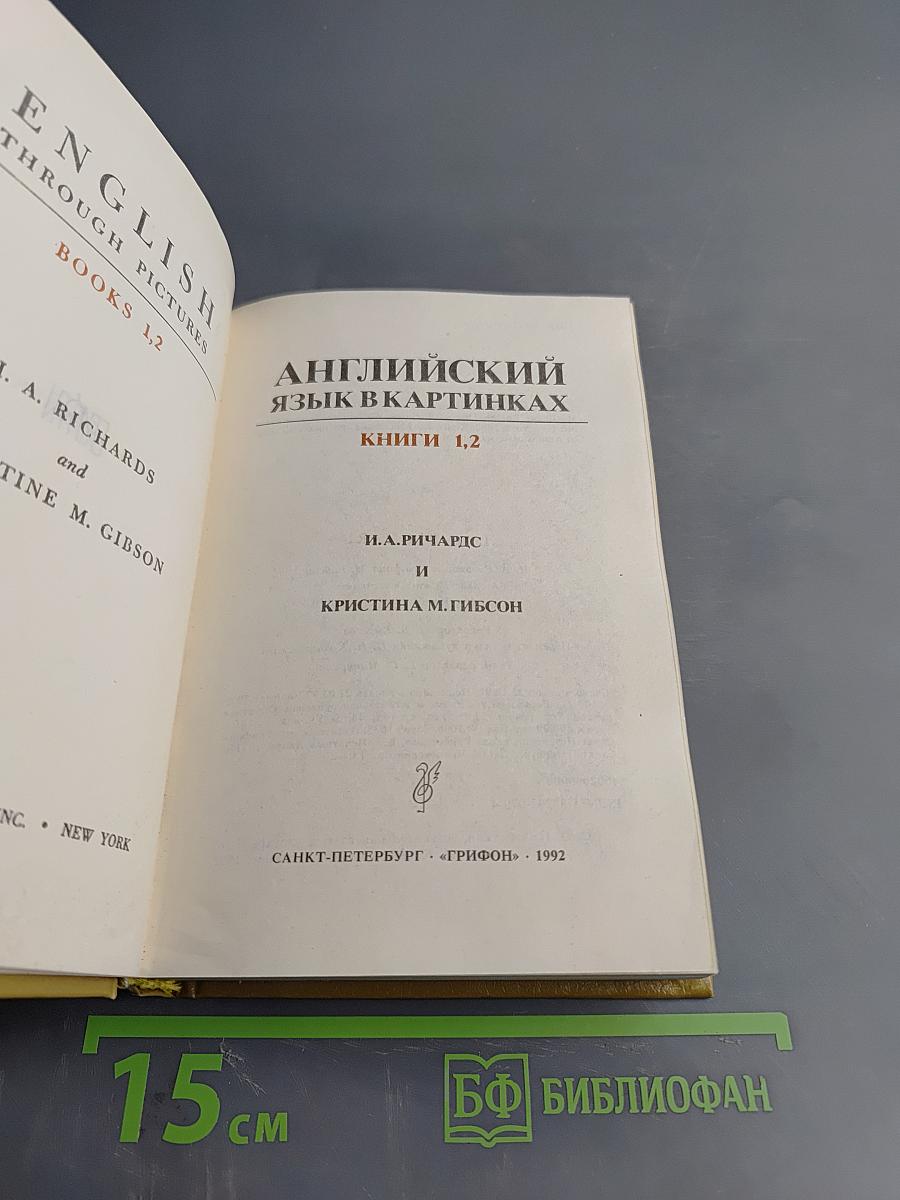 ENGLISH
THROUGH PICTURES
BOOKS 1,2
I. A. RICHARDS
and
TINE M. GIBSON
NC. • NEW YORK
АНГЛИЙСКИЙ
ЯЗЫК В КАРТИНКАХ
КНИГИ 1,2
И.А.РИЧАРДС
И
КРИСТИНА М.ГИБСОН
САНКТ-ПЕТЕРБУРГ · «ГРИФОН» · 1992
15 см
БФ БИБЛИОФАН